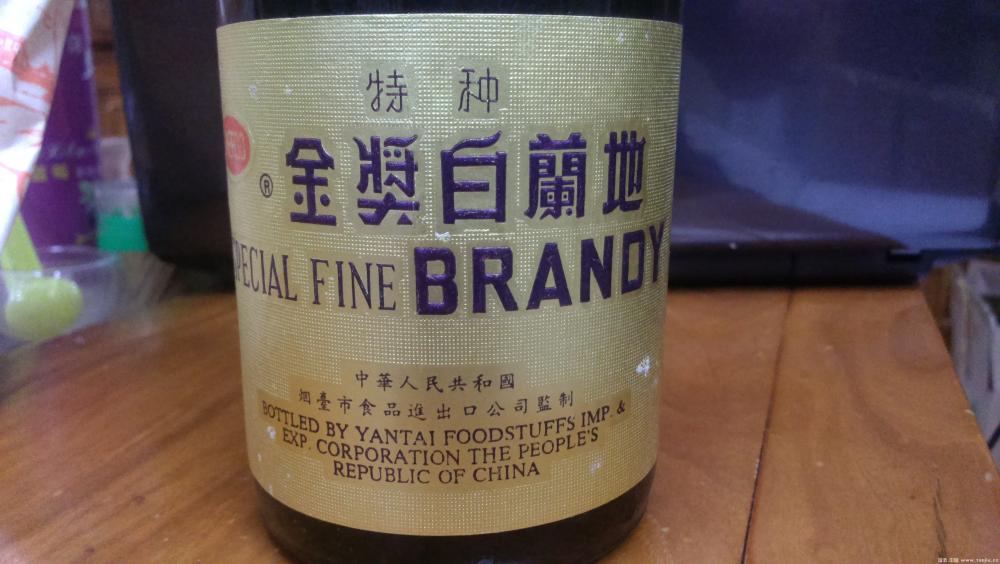 特种
金奬白蘭地
®
SPECIAL FINE BRANDY
中華人民共和國
烟臺市食品進出口公司監制
BOTTLED BY YANTAI FOODSTUFFS IMP. &
EXP. CORPORATION THE PEOPLE'S
REPUBLIC OF CHINA